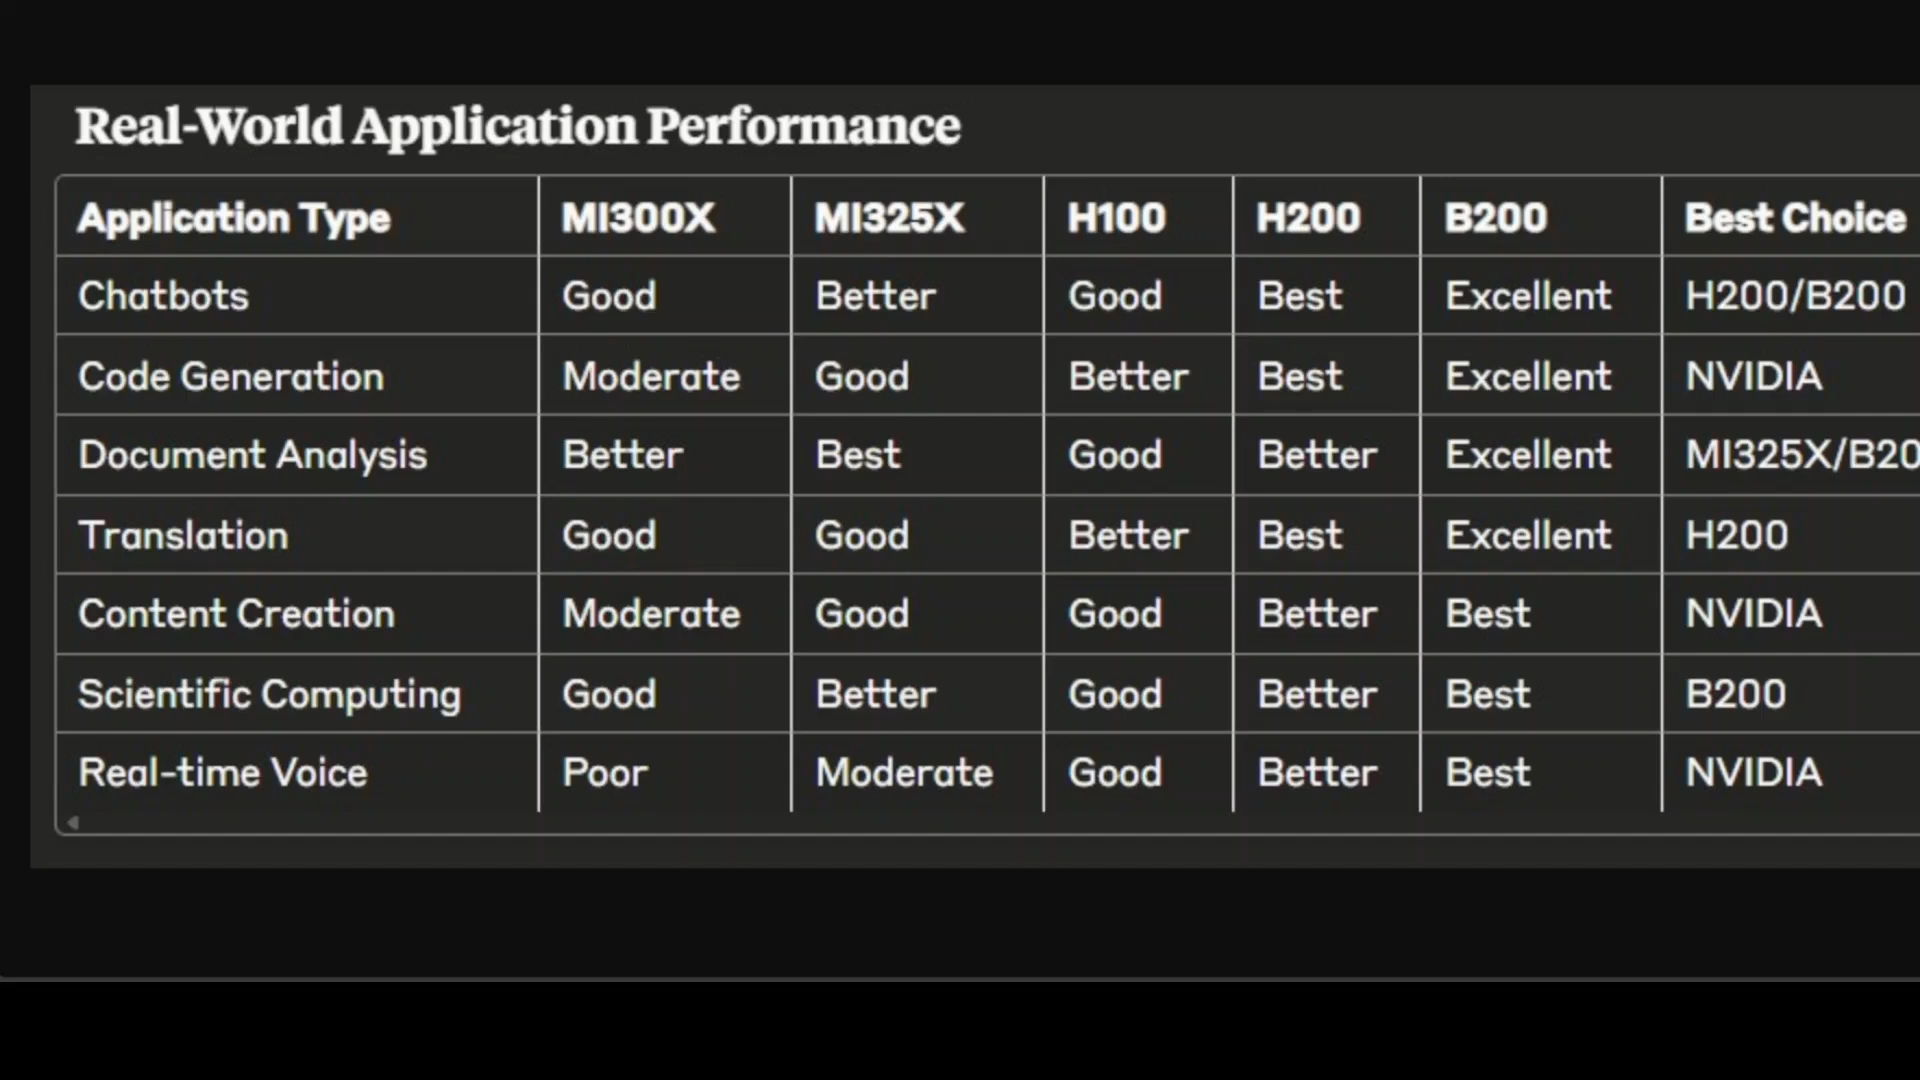 Real-World Application Performance
Application Type MI300X MI325X H100 H200 B200 Best Choice
Chatbots Good Better Good Best Excellent H200/B200
Code Generation Moderate Good Better Best Excellent NVIDIA
Document Analysis Better Best Good Better Excellent MI325X/B20
Translation Good Good Better Best Excellent H200
Content Creation Moderate Good Good Better Best NVIDIA
Scientific Computing Good Better Good Better Best B200
Real-time Voice Poor Moderate Good Better Best NVIDIA